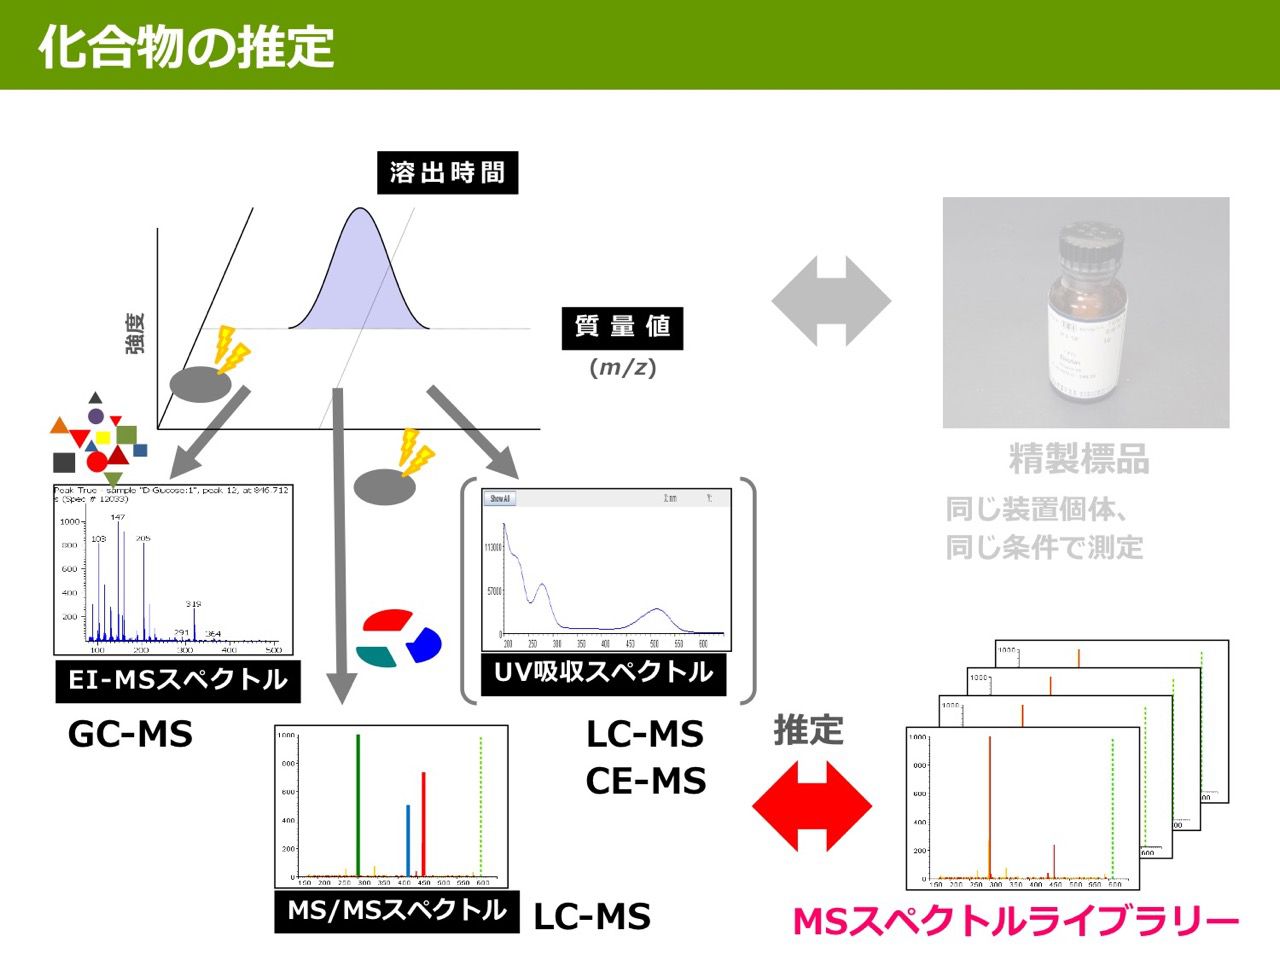 化合物の推定
溶出時間
強度
質量値
(m/z)
精製標品
同じ装置個体、
同じ条件で測定
Peak True - sample "D-Glucose:1", peak 12, at 846.712
s (Spec # 12033)
1000
800
600
400
200
147
103
205
319
291
364
100 200 300 400 500
EI-MSスペクトル
GC-MS
Show All
X: nm
Y:
113000
57000
0
200 250 300 350 400 450 500 550 600
UV吸収スペクトル
LC-MS
CE-MS
1000
800
600
400
200
0
150 200 250 300 350 400 450 500 550 600
MS/MSスペクトル
LC-MS
推定
1000
1000
1000
1000
800
600
400
200
0
150 200 250 300 350 400 450 500 550 600
600
MSスペクトルライブラリー